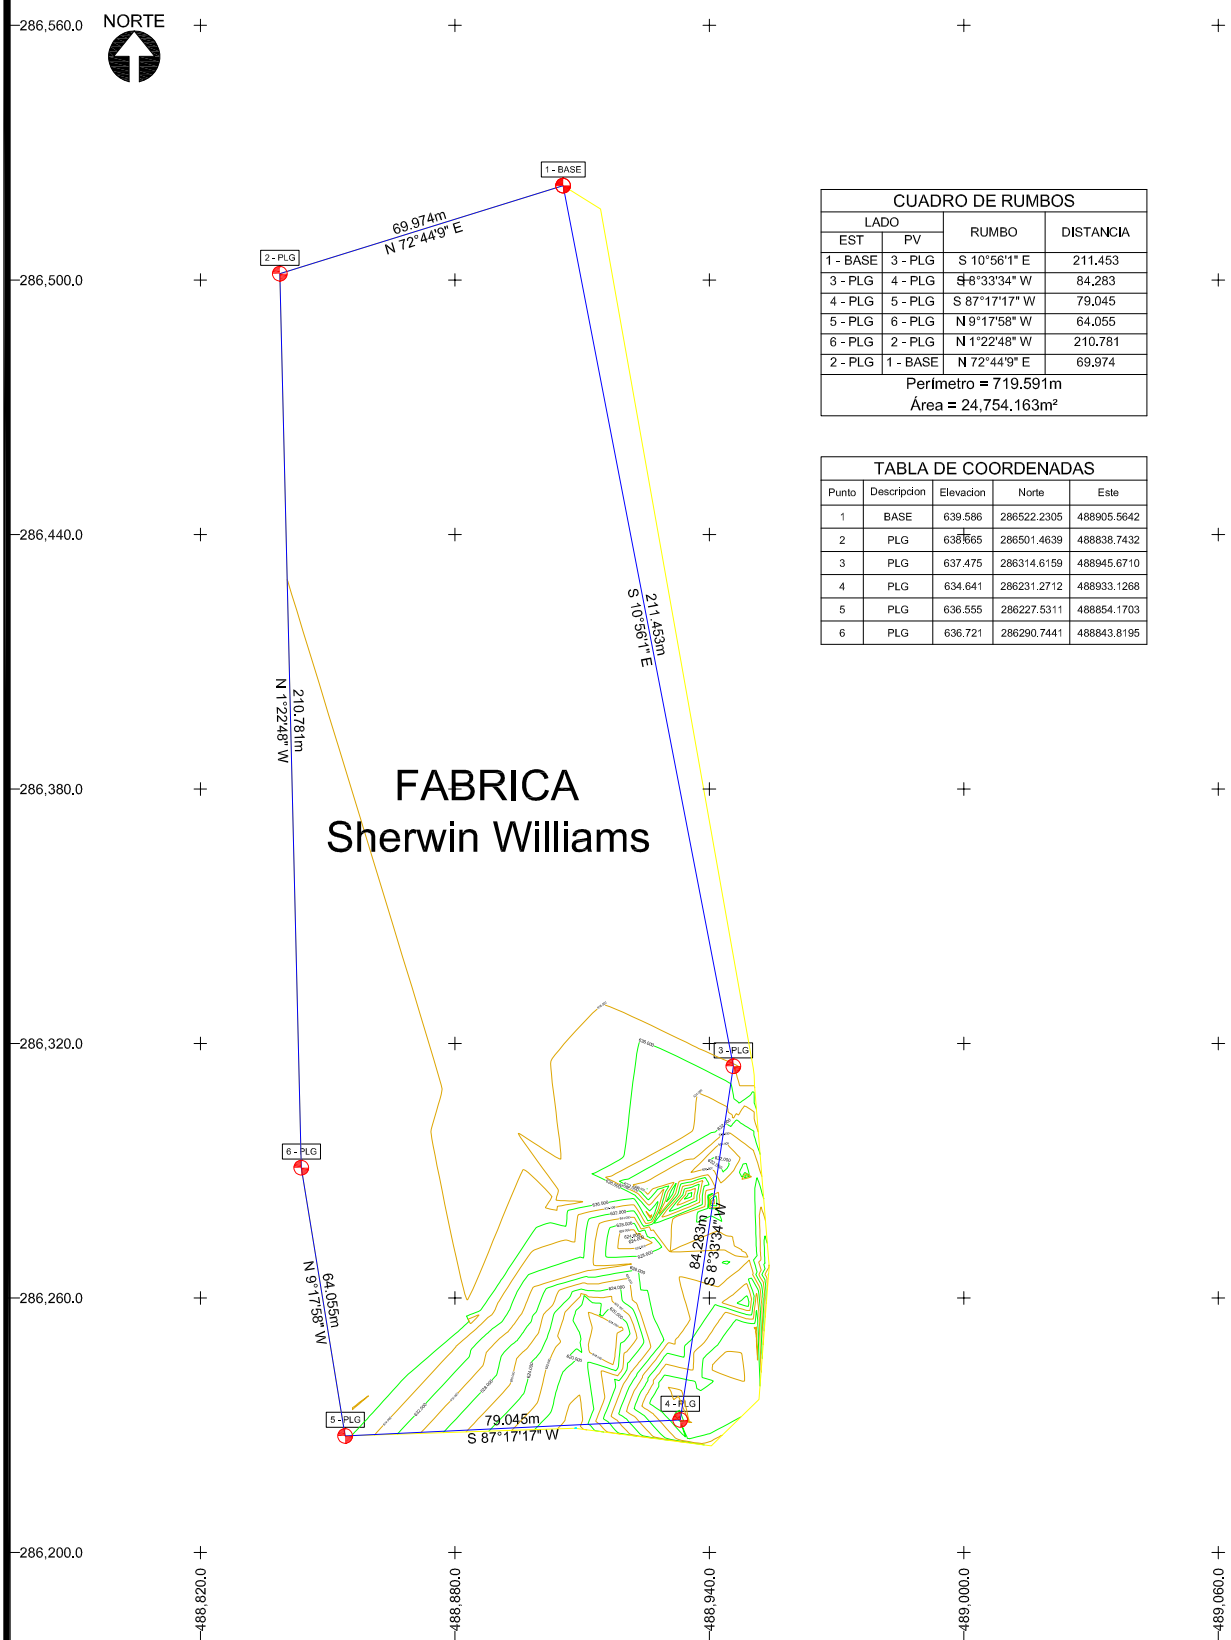 286,560.0
NORTE
1 - BASE
69.974m
N 72°44'9" E
2 - PLG
286,500.0
CUADRO DE RUMBOS
LADO RUMBO DISTANCIA
EST PV
1 - BASE 3 - PLG S 10°56'1" E 211.453
3 - PLG 4 - PLG S 8°33'34" W 84.283
4 - PLG 5 - PLG S 87°17'17" W 79.045
5 - PLG 6 - PLG N 9°17'58" W 64.055
6 - PLG 2 - PLG N 1°22'48" W 210.781
2 - PLG 1 - BASE N 72°44'9" E 69.974
Perímetro = 719.591m
Área = 24,754.163m²
TABLA DE COORDENADAS
Punto Descripcion Elevacion Norte Este
1 BASE 639.586 286522.2305 488905.5642
2 PLG 638.665 286501.4639 488838.7432
3 PLG 637.475 286314.6159 488945.6710
4 PLG 634.641 286231.2712 488933.1268
5 PLG 636.555 286227.5311 488854.1703
6 PLG 636.721 286290.7441 488843.8195
286,440.0
211.453m
S 10°56'1" E
210.781m
N 1°22'48" W
286,380.0
FABRICA
Sherwin Williams
286,320.0
3 - PLG
6 - PLG
84.283m
S 8°33'34" W
286,260.0
64.055m
N 9°17'58" W
4 - PLG
5 - PLG
79.045m
S 87°17'17" W
286,200.0
488,820.0
488,880.0
488,940.0
489,000.0
489,060.0